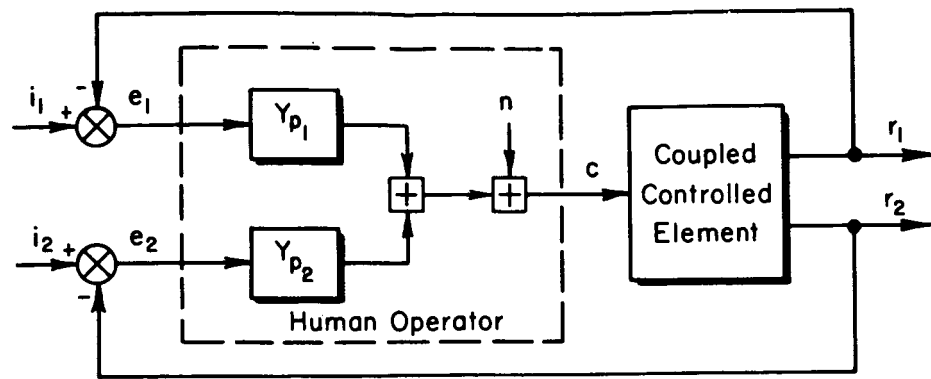 i₁
+
-
e₁
Yp₁
n
+
+
c
Coupled
Controlled
Element
r₁
r₂
i₂
+
-
e₂
Yp₂
Human Operator